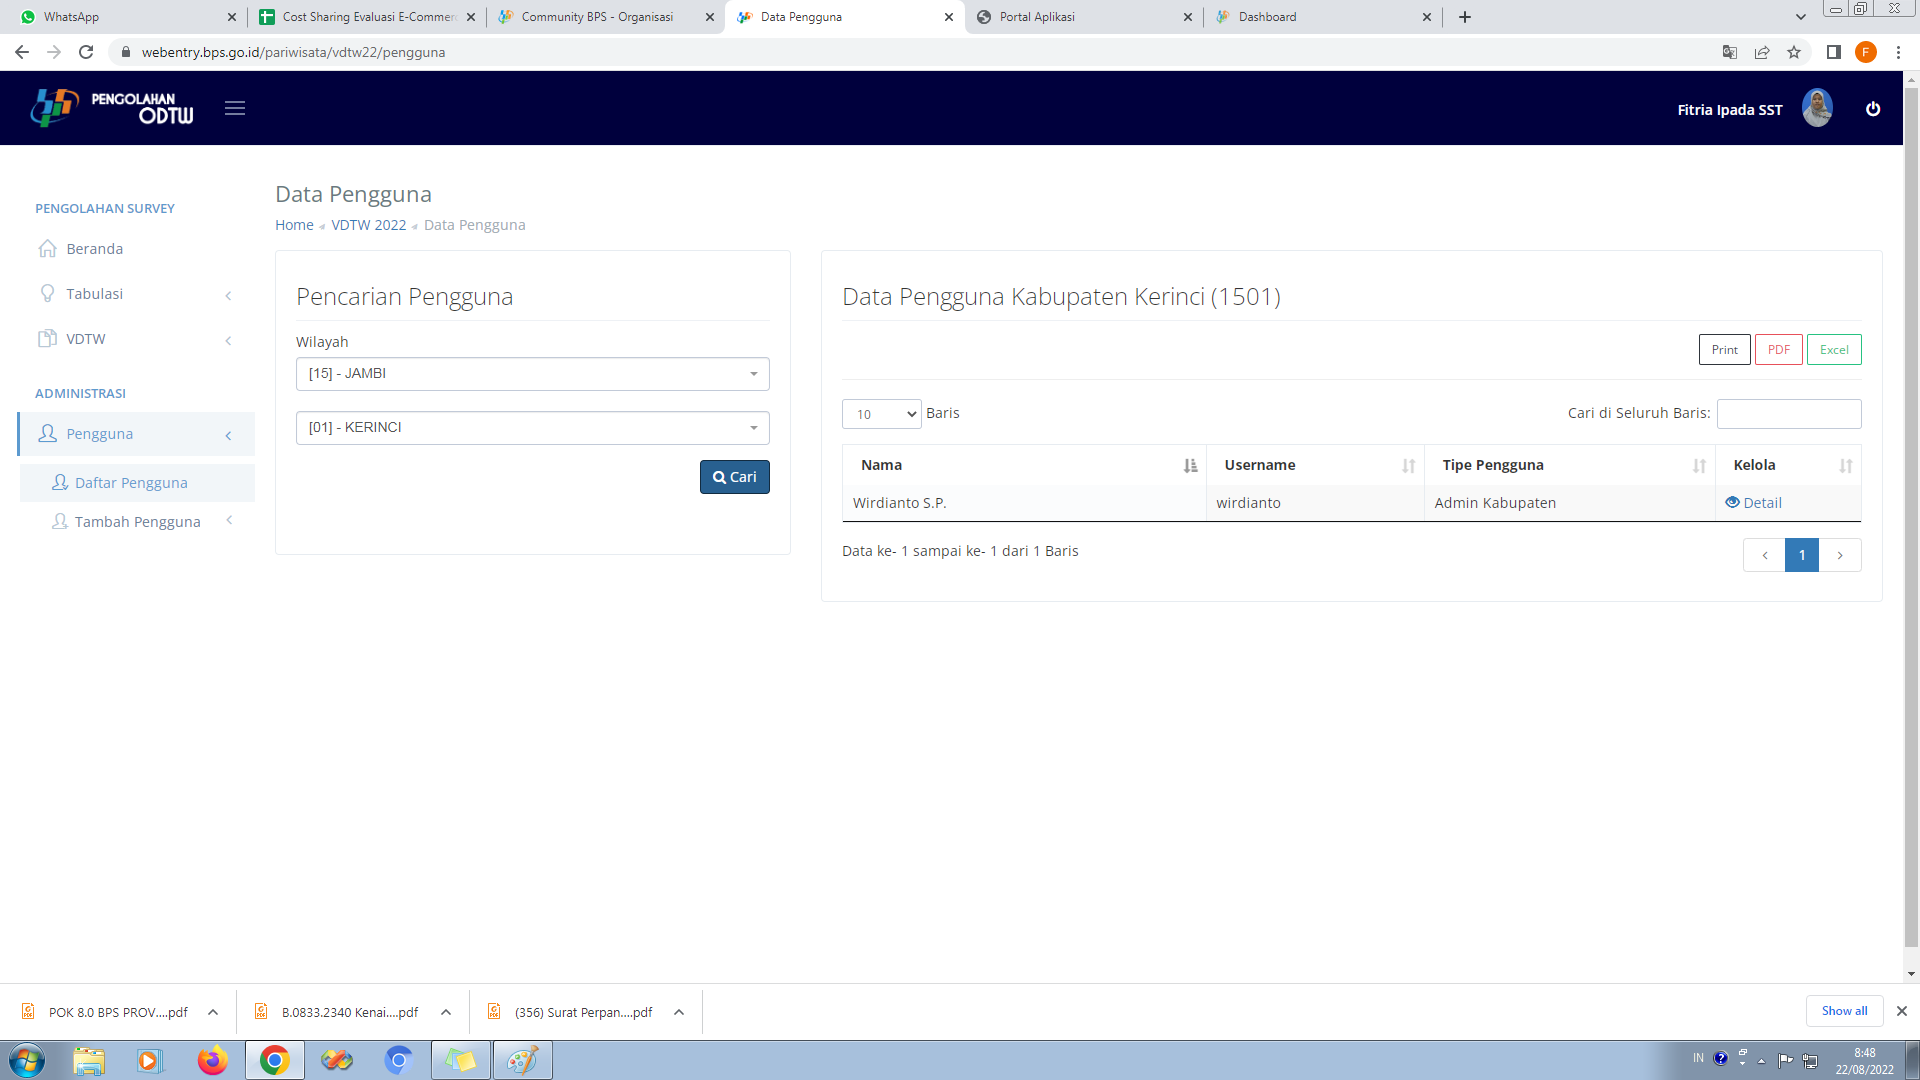 WhatsApp
Cost Sharing Evaluasi E-Commerc
Community BPS - Organisasi
Data Pengguna
Portal Aplikasi
Dashboard
webentry.bps.go.id/pariwisata/vdtw22/pengguna
F
PENGOLAHAN
ODTW
Fitria Ipada SST
PENGOLAHAN SURVEY
Beranda
Tabulasi
VDTW
ADMINISTRASI
Pengguna
Daftar Pengguna
Tambah Pengguna
Data Pengguna
Home VDTW 2022 Data Pengguna
Pencarian Pengguna
Wilayah
[15] - JAMBI
[01] - KERINCI
Cari
Data Pengguna Kabupaten Kerinci (1501)
Print PDF Excel
10 Baris
Cari di Seluruh Baris:
Nama Username Tipe Pengguna Kelola
Wirdianto S.P. wirdianto Admin Kabupaten Detail
Data ke- 1 sampai ke- 1 dari 1 Baris
1
POK 8.0 BPS PROV....pdf
B.0833.2340 Kenai....pdf
(356) Surat Perpan....pdf
Show all
IN
8:48
22/08/2022